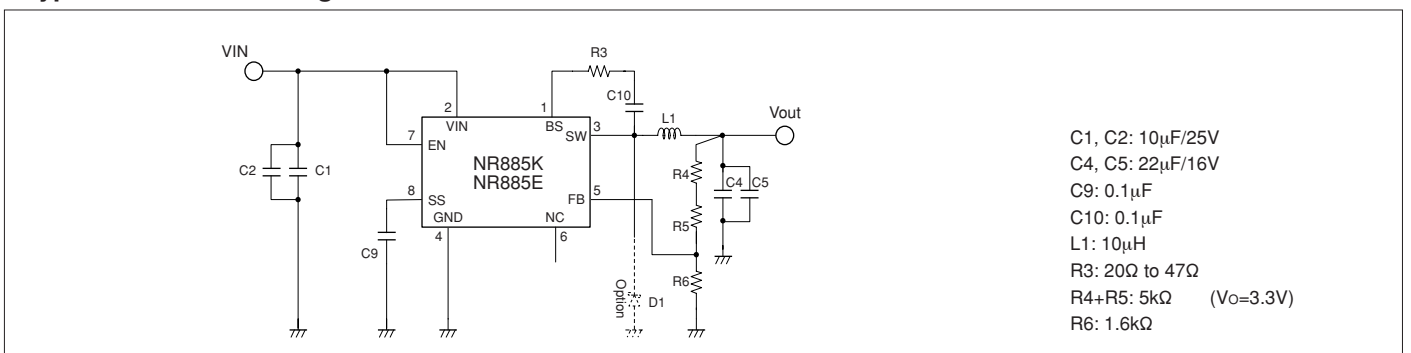 VIN
R3
C10
L1
Vout
2
1
VIN
BS
SW
3
7
EN
NR885K
NR885E
C2
C1
8
SS
FB
5
GND
NC
4
6
C9
R4
C4
C5
R5
R6
Option
D1
C1, C2: 10μF/25V
C4, C5: 22μF/16V
C9: 0.1μF
C10: 0.1μF
L1: 10μH
R3: 20Ω to 47Ω
R4+R5: 5kΩ (Vo=3.3V)
R6: 1.6kΩ